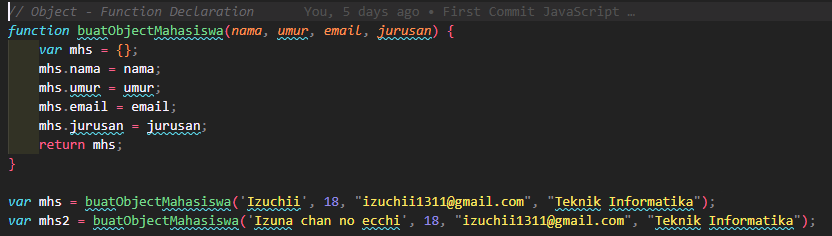 // Object - Function Declaration You, 5 days ago • First Commit JavaScript …
function buatObjectMahasiswa(nama, umur, email, jurusan) {
var mhs = {};
mhs.nama = nama;
mhs.umur = umur;
mhs.email = email;
mhs.jurusan = jurusan;
return mhs;
}
var mhs = buatObjectMahasiswa('Izuchii', 18, "izuchii1311@gmail.com", "Teknik Informatika");
var mhs2 = buatObjectMahasiswa('Izuna chan no ecchi', 18, "izuchii1311@gmail.com", "Teknik Informatika");